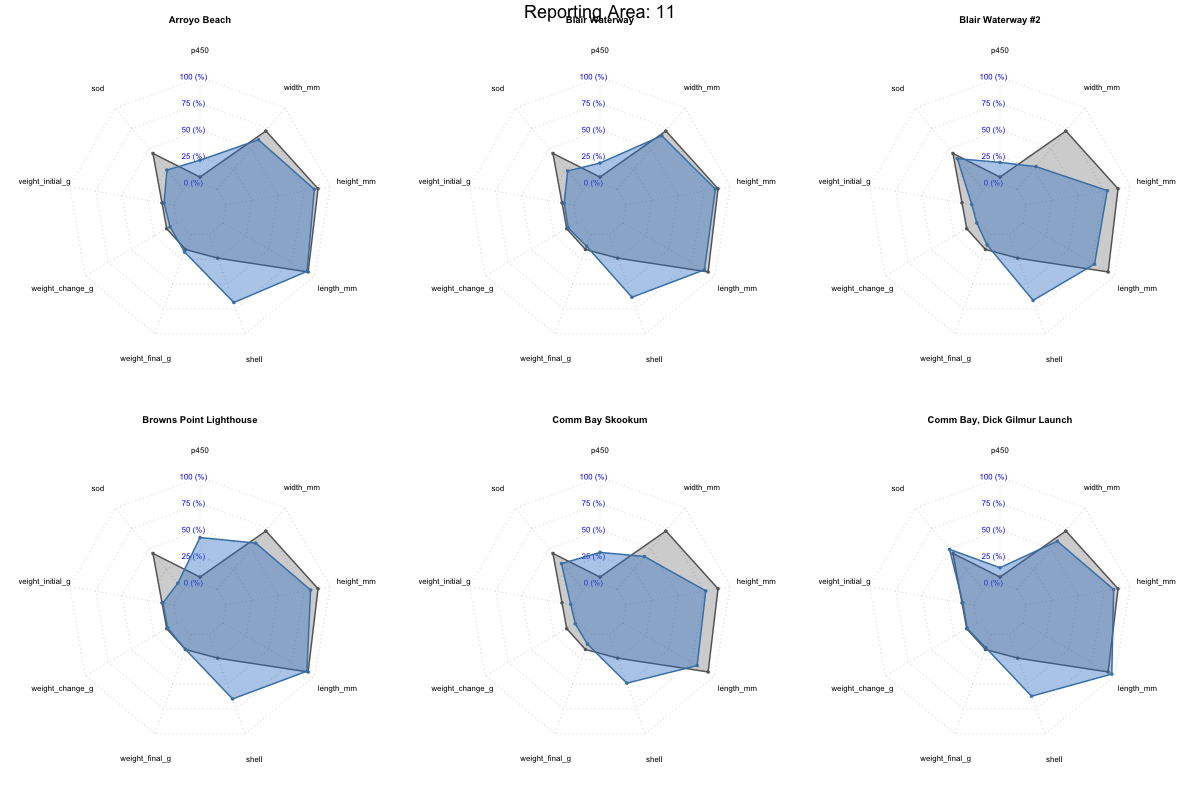 Reporting Area: 11
Arroyo Beach
p450
100 (%)
sod
width_mm
75 (%)
50 (%)
25 (%)
0 (%)
weight_initial_g
height_mm
weight_change_g
length_mm
weight_final_g
shell
Blair Waterway
p450
100 (%)
sod
width_mm
75 (%)
50 (%)
25 (%)
0 (%)
weight_initial_g
height_mm
weight_change_g
length_mm
weight_final_g
shell
Blair Waterway #2
p450
100 (%)
sod
width_mm
75 (%)
50 (%)
25 (%)
0 (%)
weight_initial_g
height_mm
weight_change_g
length_mm
weight_final_g
shell
Browns Point Lighthouse
p450
100 (%)
sod
width_mm
75 (%)
50 (%)
25 (%)
0 (%)
weight_initial_g
height_mm
weight_change_g
length_mm
weight_final_g
shell
Comm Bay Skookum
p450
100 (%)
sod
width_mm
75 (%)
50 (%)
25 (%)
0 (%)
weight_initial_g
height_mm
weight_change_g
length_mm
weight_final_g
shell
Comm Bay, Dick Gilmur Launch
p450
100 (%)
sod
width_mm
75 (%)
50 (%)
25 (%)
0 (%)
weight_initial_g
height_mm
weight_change_g
length_mm
weight_final_g
shell